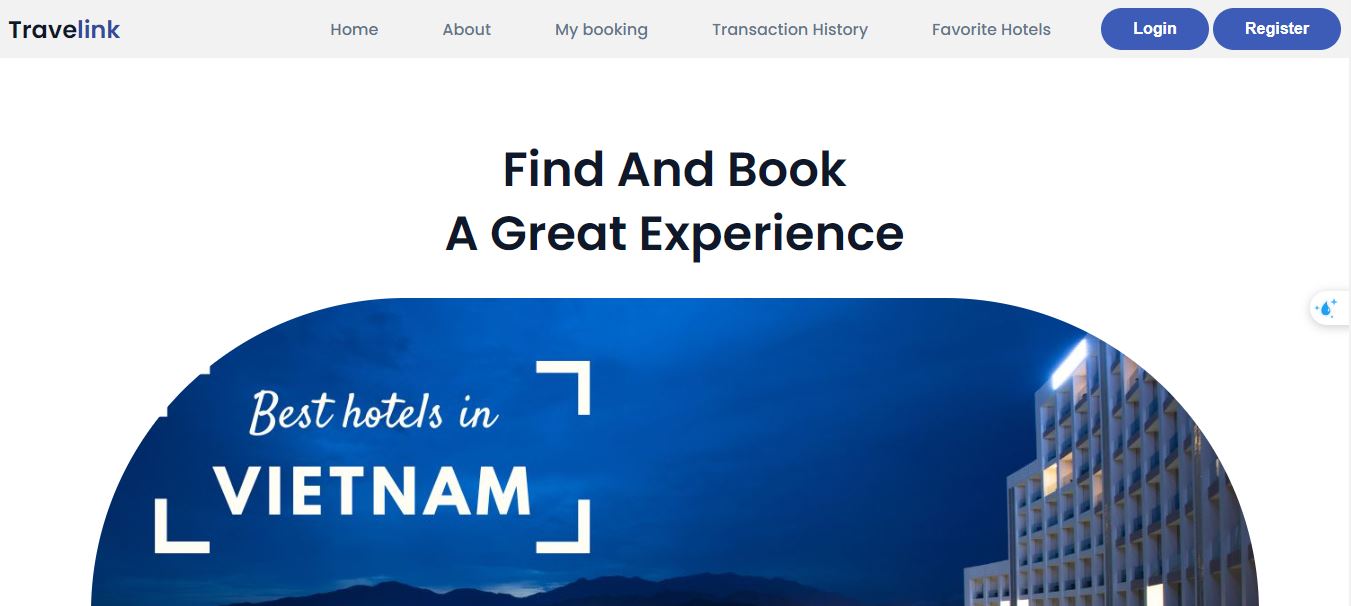 Travelink
Home About My booking Transaction History Favorite Hotels Login Register
Find And Book
A Great Experience
Best hotels in
VIETNAM